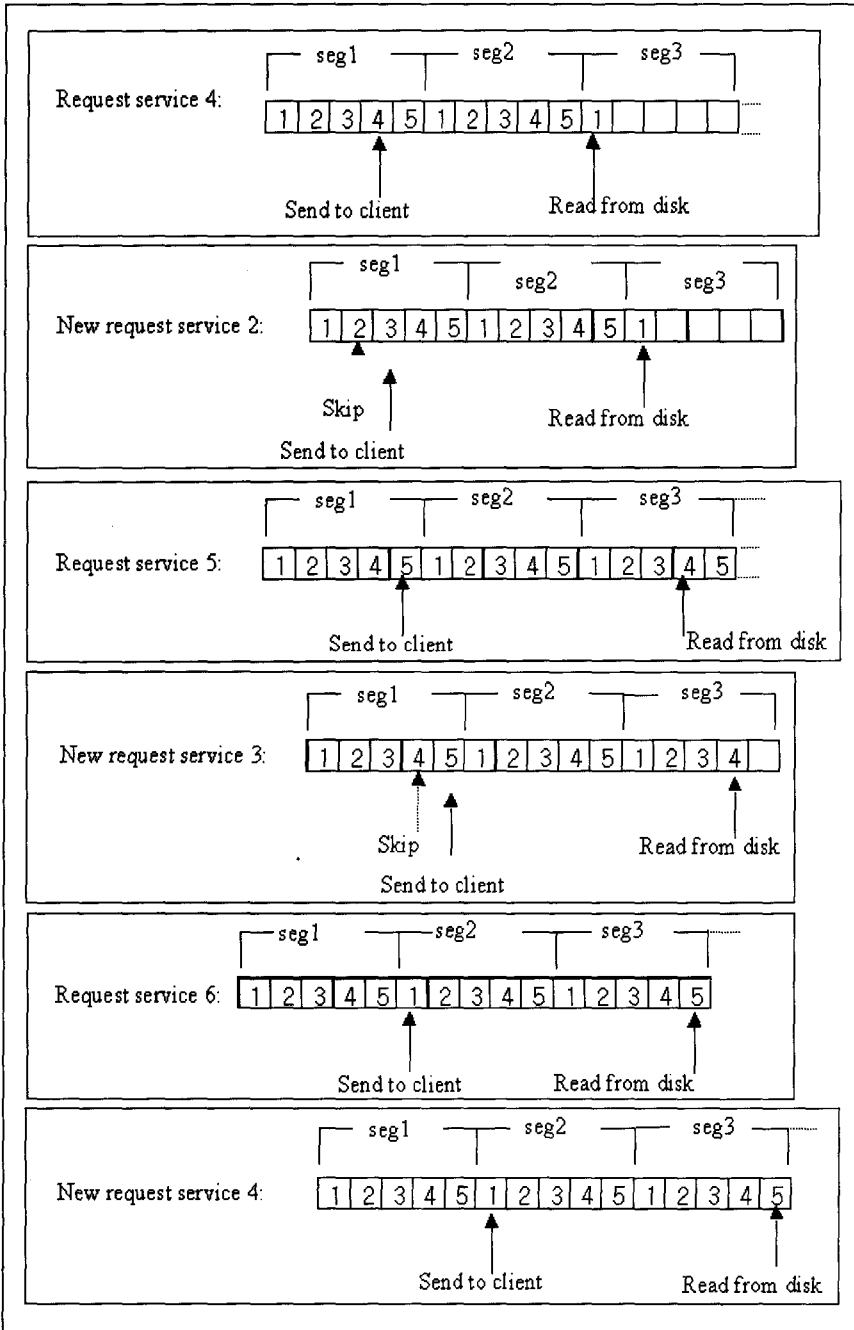 seg1 seg2 seg3
Request service 4:
1 2 3 4 5 1 2 3 4 5 1
Send to client Read from disk
seg1 seg2 seg3
New request service 2:
1 2 3 4 5 1 2 3 4 5 1
Skip Read from disk
Send to client
seg1 seg2 seg3
Request service 5:
1 2 3 4 5 1 2 3 4 5 1 2 3 4 5
Send to client Read from disk
seg1 seg2 seg3
New request service 3:
1 2 3 4 5 1 2 3 4 5 1 2 3 4
Skip Read from disk
Send to client
seg1 seg2 seg3
Request service 6:
1 2 3 4 5 1 2 3 4 5 1 2 3 4 5
Send to client Read from disk
seg1 seg2 seg3
New request service 4:
1 2 3 4 5 1 2 3 4 5 1 2 3 4 5
Send to client Read from disk